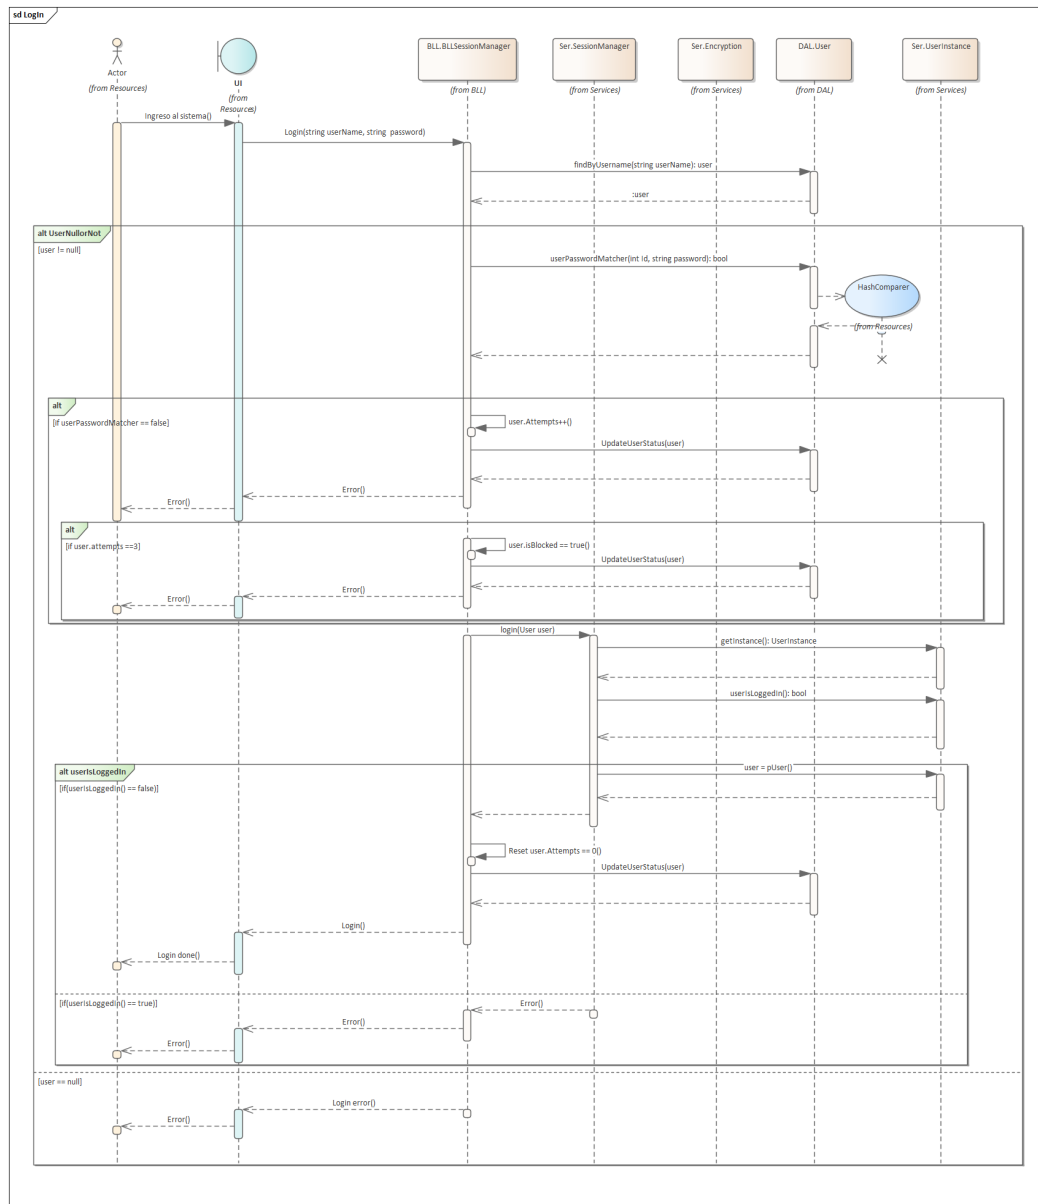 sd LogIn
Actor
(from Resources)
UI
(from
Resources)
BLL.BLLSessionManager
(from BLL)
Ser.SessionManager
(from Services)
Ser.Encryption
(from Services)
DAL.User
(from DAL)
Ser.UserInstance
(from Services)
Ingreso al sistema()
Login(string userName, string password)
findByUsername(string userName): user
:user
alt UserNullorNot
[user != null]
userPasswordMatcher(int id, string password): bool
HashComparer
(from Resources)
alt
[if userPasswordMatcher == false]
user.Attempts++()
UpdateUserStatus(user)
Error()
Error()
alt
[if user.attempts ==3]
user.isBlocked == true()
UpdateUserStatus(user)
Error()
Error()
login(User user)
getInstance(): UserInstance
userIsLoggedIn(): bool
alt userIsLoggedIn
[if(userIsLoggedIn() == false)]
user = pUser()
Reset user.Attempts == 0()
UpdateUserStatus(user)
Login()
Login done()
[if(userIsLoggedIn() == true)]
Error()
Error()
Error()
[user == null]
Login error()
Error()